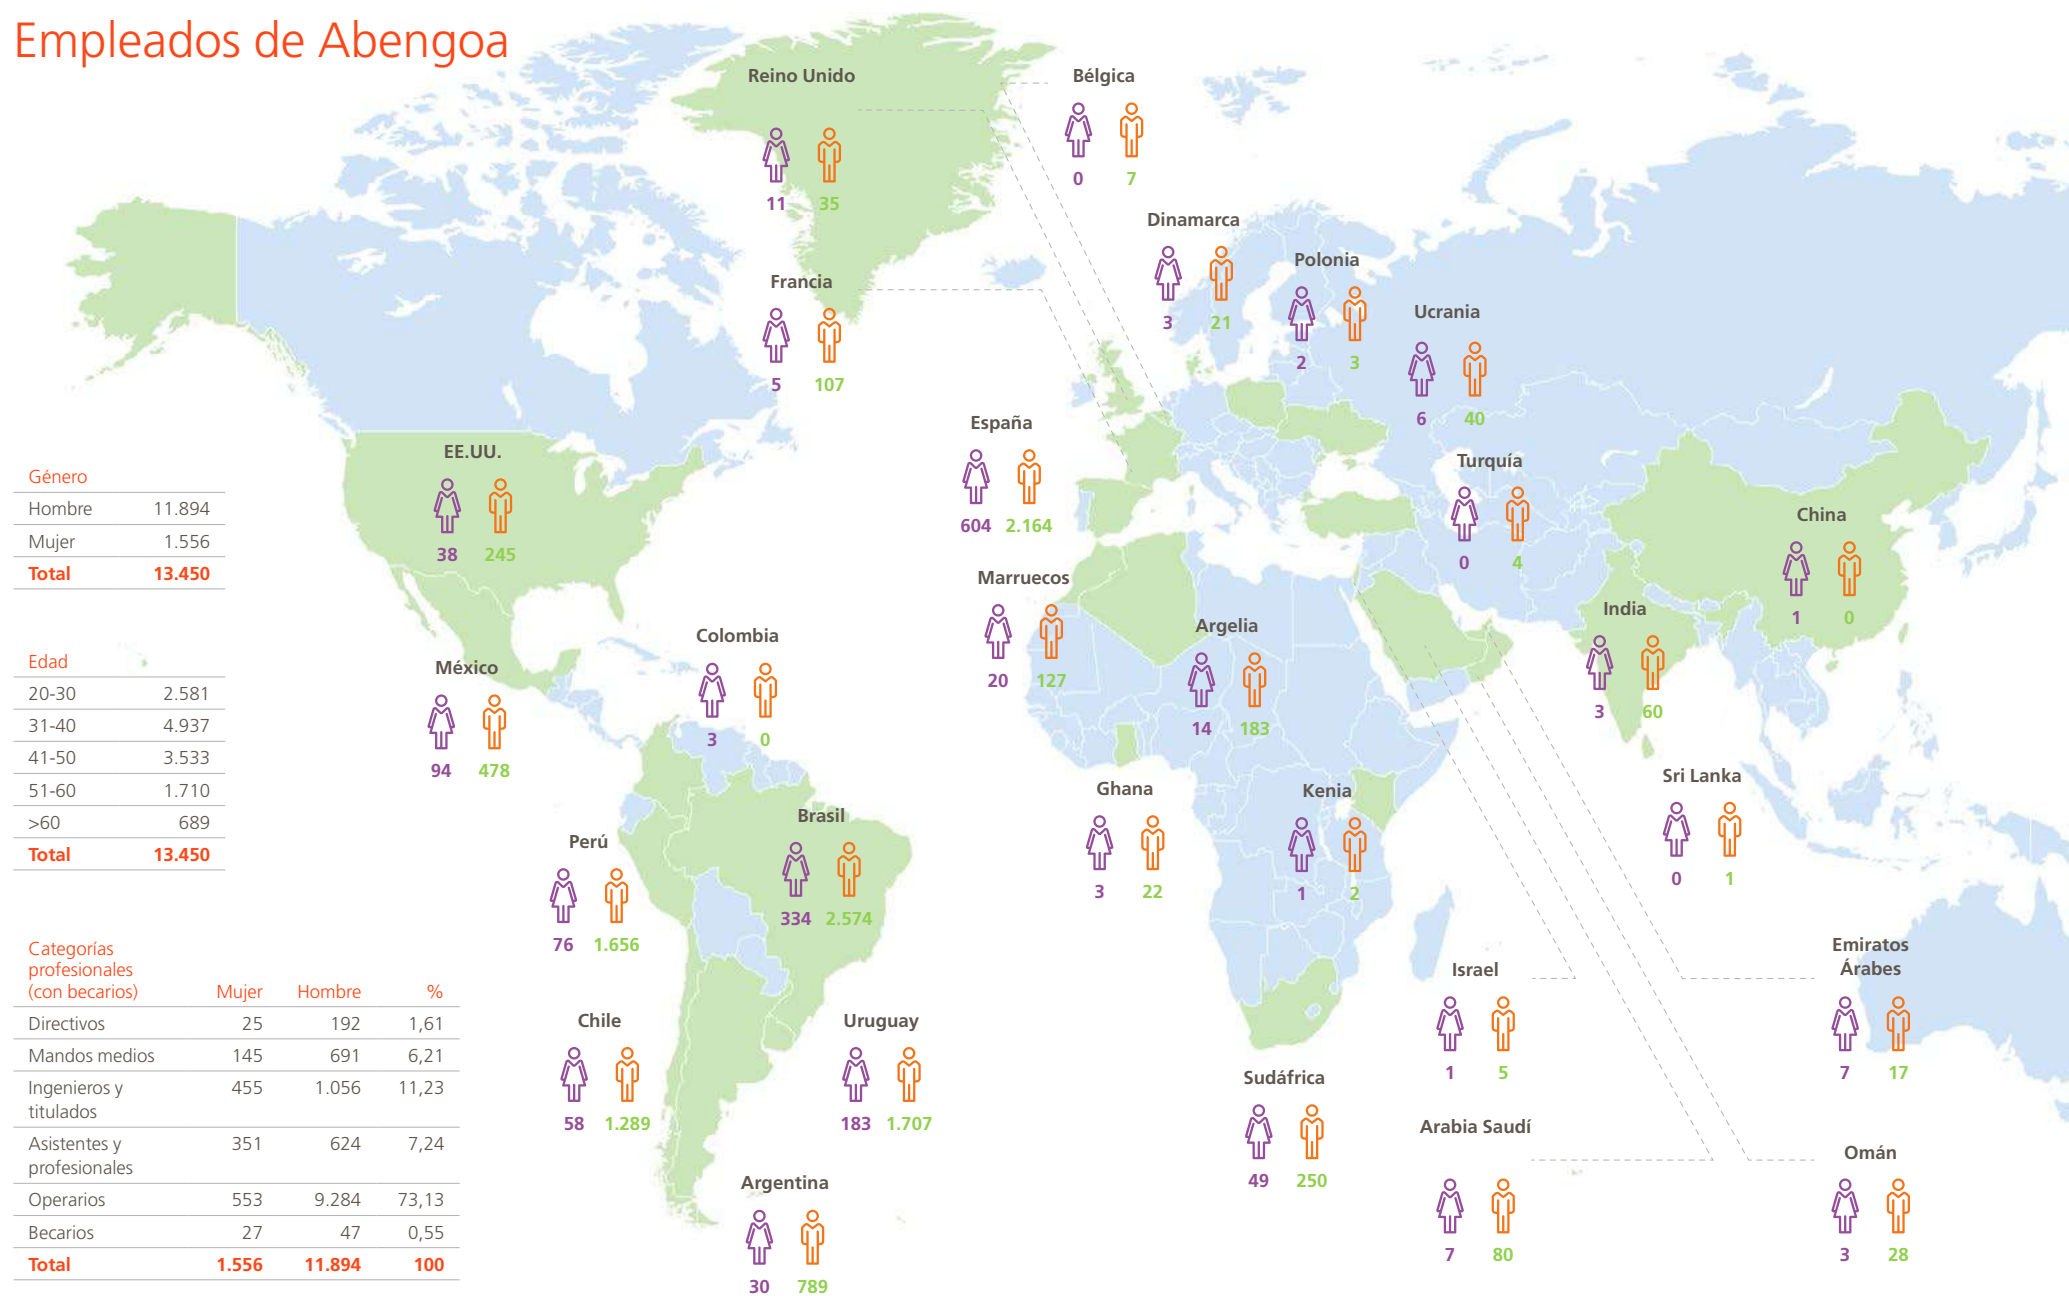 Empleados de Abengoa
Reino Unido
11 35
Bélgica
0 7
Dinamarca
3 21
Polonia
2 3
Ucrania
6 40
Francia
5 107
España
604 2.164
EE.UU.
38 245
Turquía
0 4
China
1 0
Marruecos
20 127
Argelia
14 183
India
3 60
Colombia
3 0
México
94 478
Sri Lanka
0 1
Ghana
3 22
Kenia
1 2
Brasil
334 2.574
Perú
76 1.656
Israel
1 5
Emiratos
Árabes
7 17
Chile
58 1.289
Uruguay
183 1.707
Sudáfrica
49 250
Arabia Saudí
7 80
Omán
3 28
Argentina
30 789
Género
Hombre 11.894
Mujer 1.556
Total 13.450
Edad
20-30 2.581
31-40 4.937
41-50 3.533
51-60 1.710
>60 689
Total 13.450
Categorías
profesionales
(con becarios) Mujer Hombre %
Directivos 25 192 1,61
Mandos medios 145 691 6,21
Ingenieros y 455 1.056 11,23
titulados
Asistentes y 351 624 7,24
profesionales
Operarios 553 9.284 73,13
Becarios 27 47 0,55
Total 1.556 11.894 100